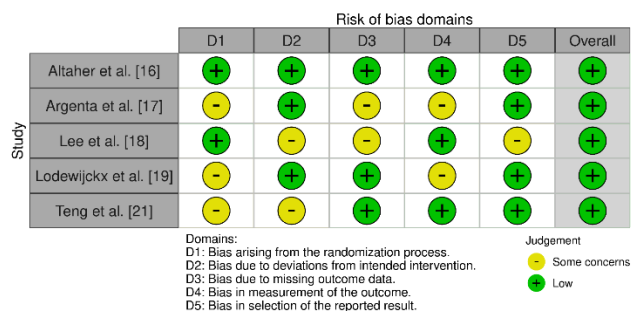 Risk of bias domains
D1 D2 D3 D4 D5 Overall
Study
Altaher et al. [16] + + + + + +
Argenta et al. [17] - + - - + +
Lee et al. [18] + - - + - +
Lodewijckx et al. [19] - + + - + +
Teng et al. [21] - - + + + +
Domains:
D1: Bias arising from the randomization process.
D2: Bias due to deviations from intended intervention.
D3: Bias due to missing outcome data.
D4: Bias in measurement of the outcome.
D5: Bias in selection of the reported result.
Judgement
- Some concerns
+ Low